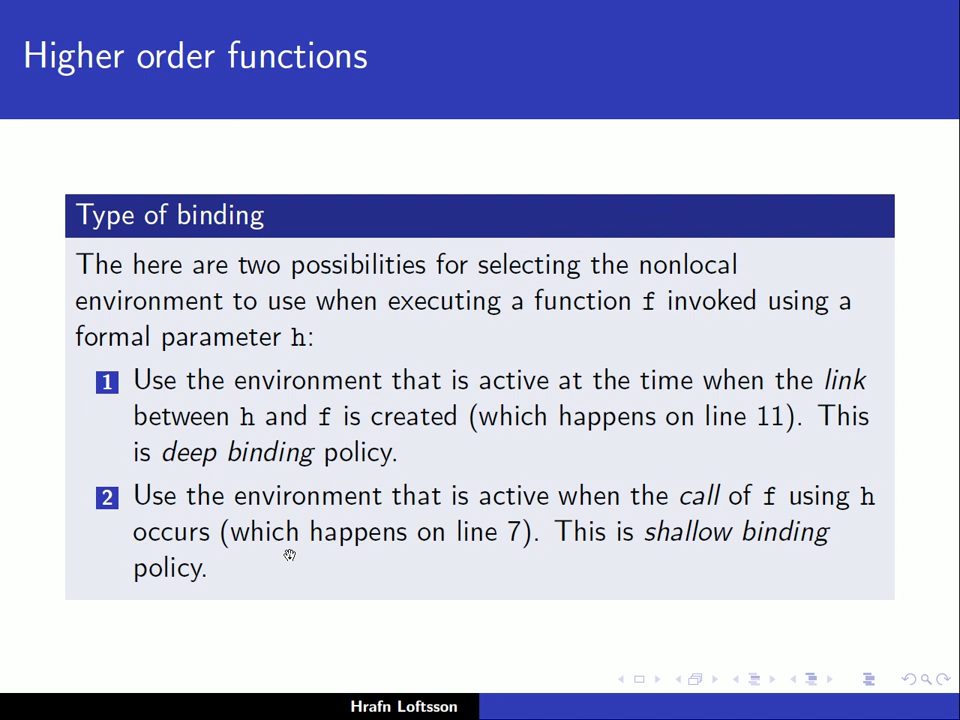 Higher order functions
Type of binding
The here are two possibilities for selecting the nonlocal
environment to use when executing a function f invoked using a
formal parameter h:
1 Use the environment that is active at the time when the link
between h and f is created (which happens on line 11). This
is deep binding policy.
2 Use the environment that is active when the call of f using h
occurs (which happens on line 7). This is shallow binding
policy.
Hrafn Loftsson